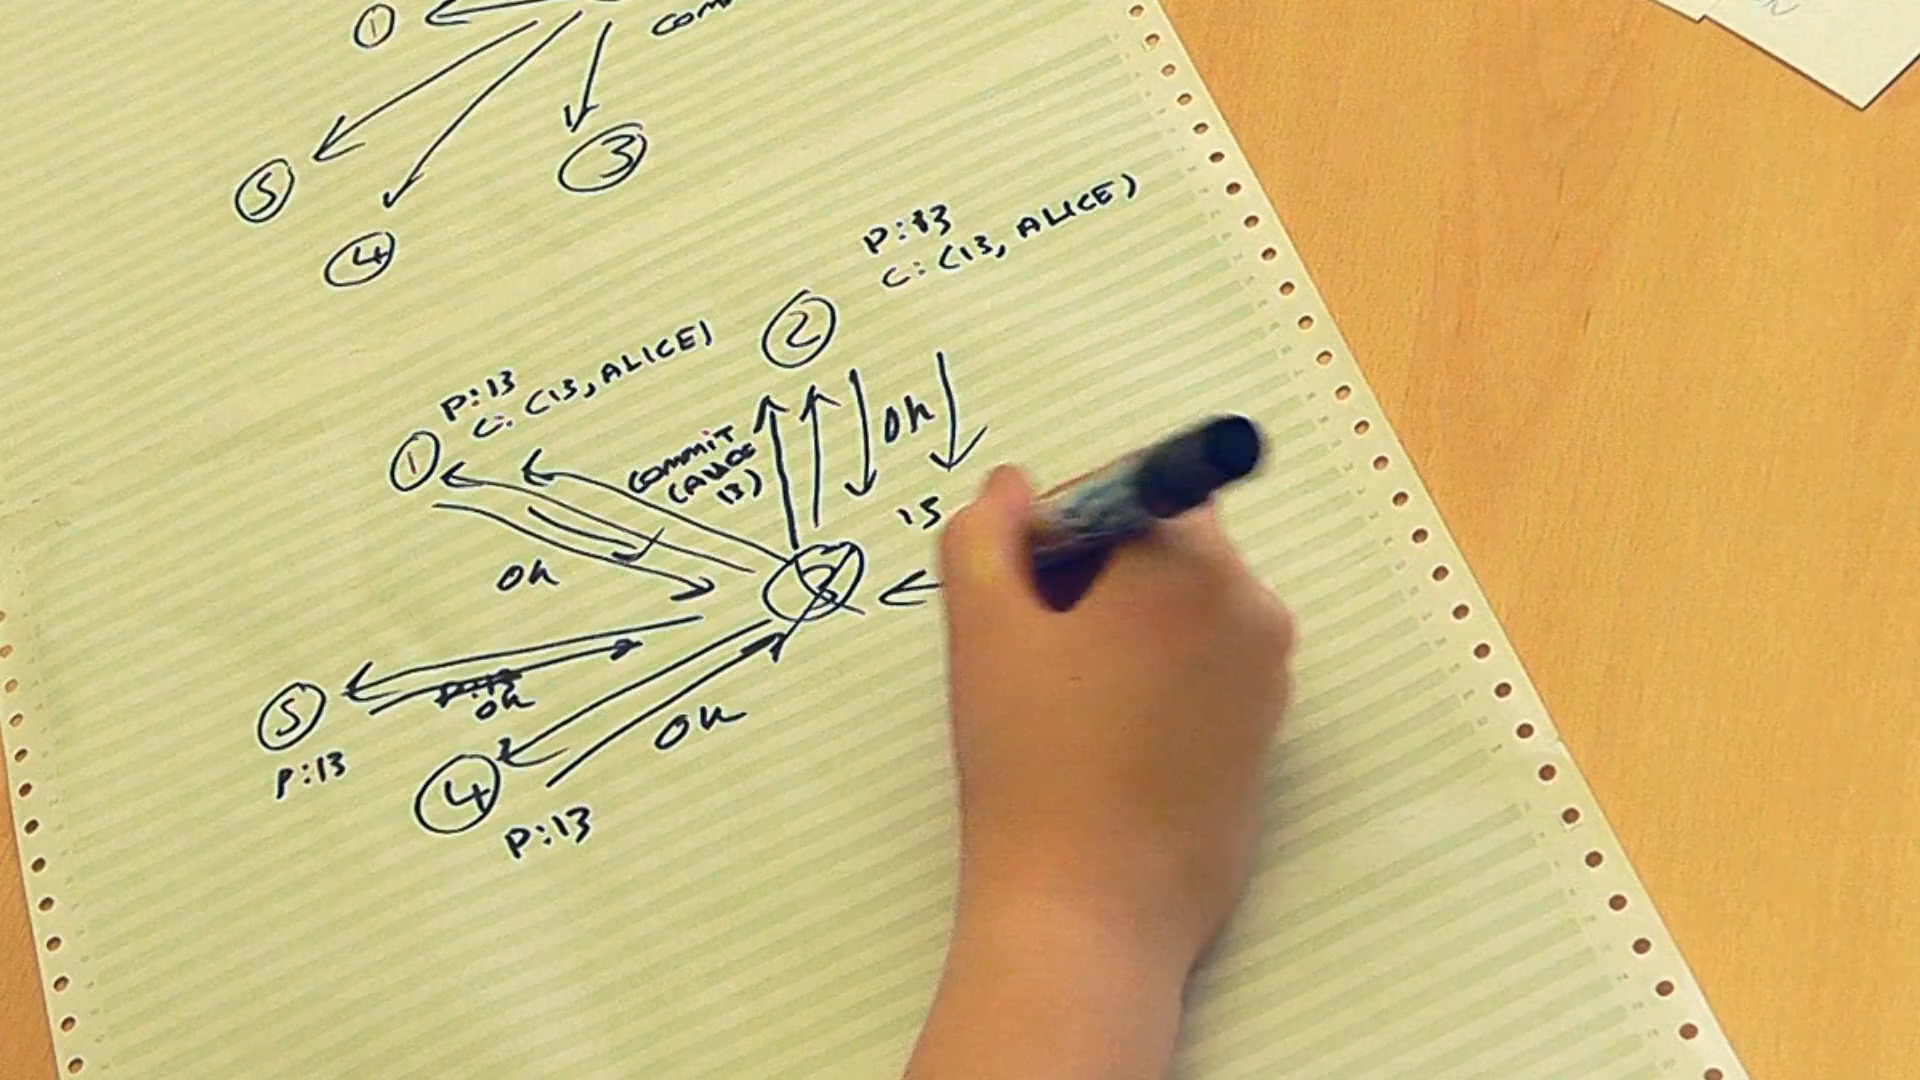 1
5
4
3
P:13
C: (13, ALICE)
2
P:13
C: (13, ALICE)
1
COMMIT
(ALICE
13)
OK
15
OK
3
5
OK
P:13
4
OK
P:13